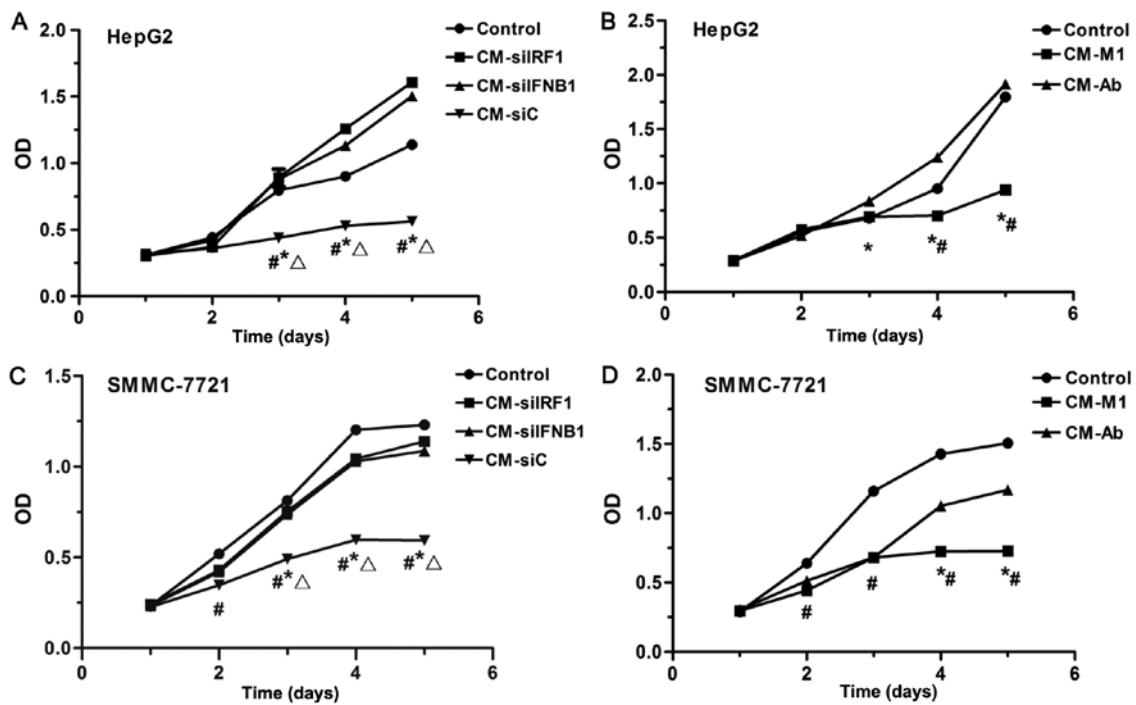 A
HepG2
Control
CM-siIRF1
CM-siIFNB1
CM-siC
OD
2.0
1.5
1.0
0.5
0.0
#*△ #*△ #*△
0 2 4 6
Time (days)
B
HepG2
Control
CM-M1
CM-Ab
OD
2.5
2.0
1.5
1.0
0.5
0.0
* *# *#
0 2 4 6
Time (days)
C
SMMC-7721
Control
CM-siIRF1
CM-siIFNB1
CM-siC
OD
1.5
1.0
0.5
0.0
# #*△ #*△ #*△
0 2 4 6
Time (days)
D
SMMC-7721
Control
CM-M1
CM-Ab
OD
2.0
1.5
1.0
0.5
0.0
# # *# *#
0 2 4 6
Time (days)